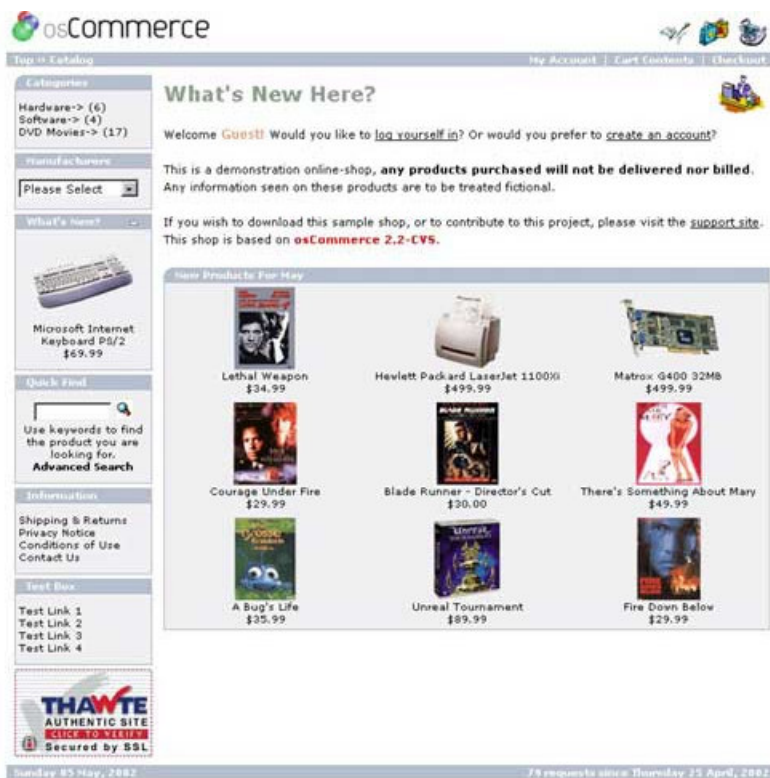 osCommerce
Top » Catalog
My Account | Cart Contents | Checkout
Categories
Hardware-> (6)
Software-> (4)
DVD Movies-> (17)
Manufacturers
Please Select
What's New?
Microsoft Internet
Keyboard PS/2
$69.99
Quick Find
Use keywords to find
the product you are
looking for.
Advanced Search
Information
Shipping & Returns
Privacy Notice
Conditions of Use
Contact Us
Test Box
Test Link 1
Test Link 2
Test Link 3
Test Link 4
THAWTE
AUTHENTIC SITE
CLICK TO VERIFY
Secured by SSL
What's New Here?
Welcome Guest! Would you like to log yourself in? Or would you prefer to create an account?
This is a demonstration online-shop, any products purchased will not be delivered nor billed.
Any information seen on these products are to be treated fictional.
If you wish to download this sample shop, or to contribute to this project, please visit the support site.
This shop is based on osCommerce 2.2-CVS.
New Products For May
Lethal Weapon
$34.99
Hewlett Packard LaserJet 1100Xi
$499.99
Matrox G400 32MB
$499.99
Courage Under Fire
$29.99
BLADE RUNNER
Blade Runner - Director's Cut
$30.00
There's Something About Mary
$49.99
A Bug's Life
$35.99
Unreal
Unreal Tournament
$89.99
Fire Down Below
$29.99
Sunday 05 May, 2002
79 requests since Thursday 25 April, 2002